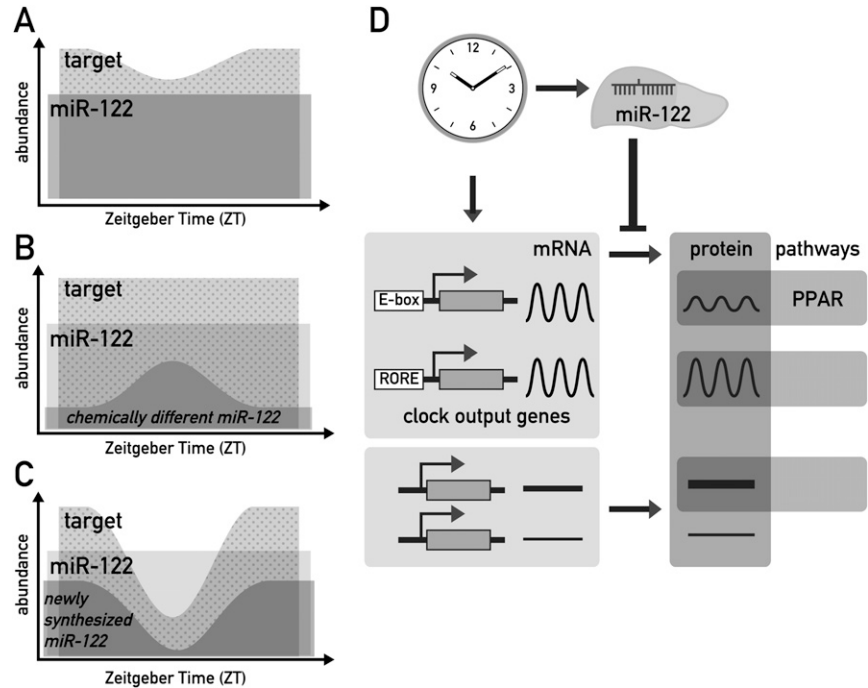 A
abundance
target
miR-122
Zeitgeber Time (ZT)
B
abundance
target
miR-122
chemically different miR-122
Zeitgeber Time (ZT)
C
abundance
target
miR-122
newly
synthesized
miR-122
Zeitgeber Time (ZT)
D
12
9
3
6
miR-122
mRNA
protein
pathways
E-box
PPAR
RORE
clock output genes